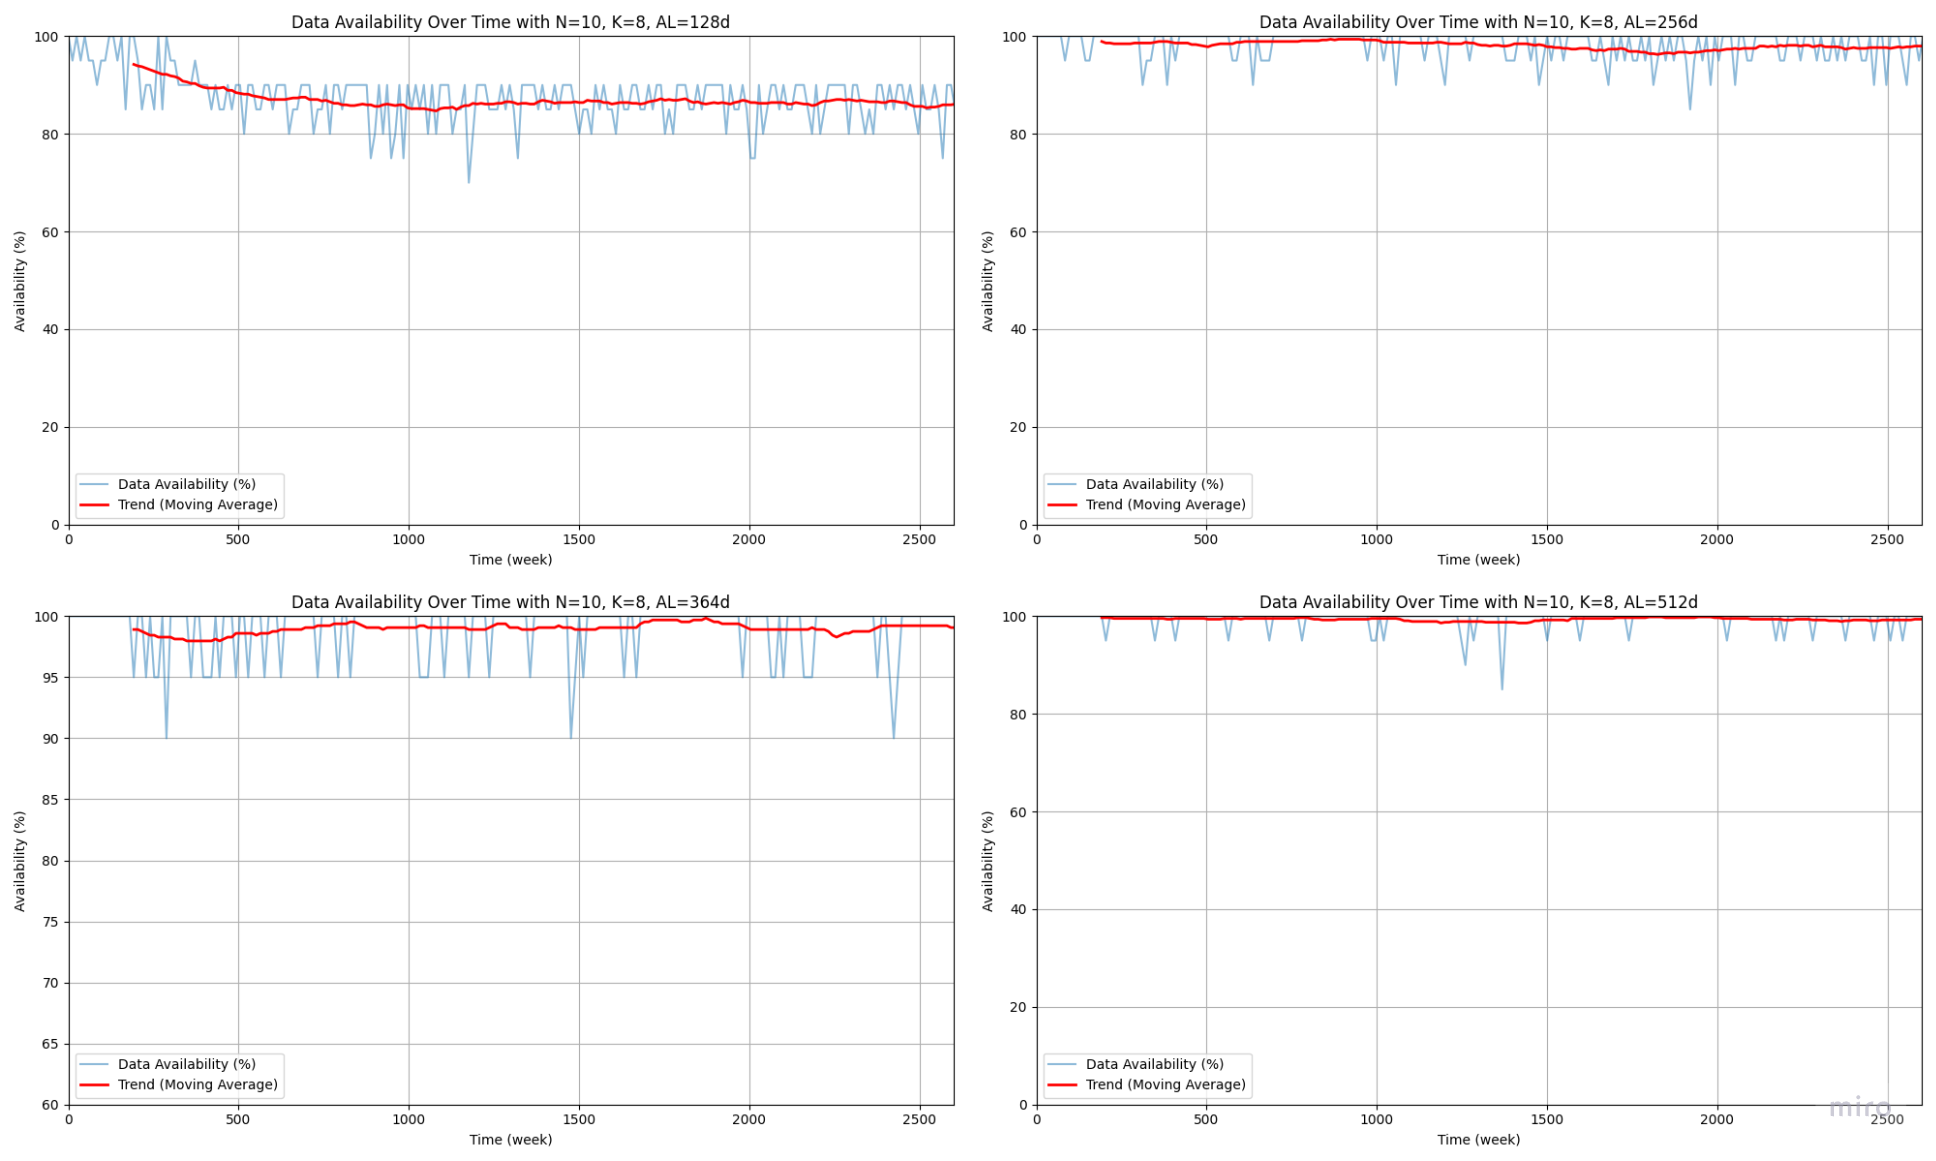 Data Availability Over Time with N=10, K=8, AL=128d
100
80
60
40
20
0
Availability (%)
Data Availability (%)
Trend (Moving Average)
0 500 1000 1500 2000 2500
Time (week)
Data Availability Over Time with N=10, K=8, AL=256d
100
80
60
40
20
0
Availability (%)
Data Availability (%)
Trend (Moving Average)
0 500 1000 1500 2000 2500
Time (week)
Data Availability Over Time with N=10, K=8, AL=364d
100
95
90
85
80
75
70
65
60
Availability (%)
Data Availability (%)
Trend (Moving Average)
0 500 1000 1500 2000 2500
Time (week)
Data Availability Over Time with N=10, K=8, AL=512d
100
80
60
40
20
0
Availability (%)
Data Availability (%)
Trend (Moving Average)
0 500 1000 1500 2000 2500
Time (week)
miro